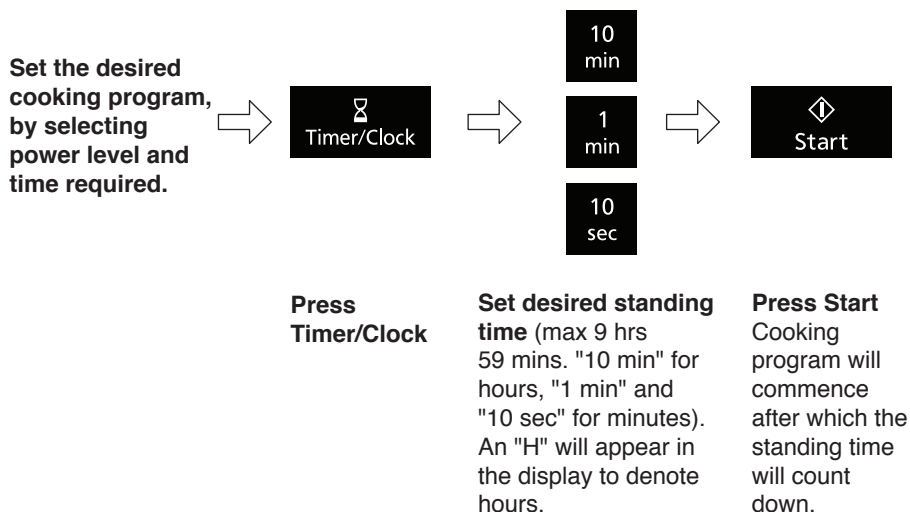 Set the desired
cooking program,
by selecting
power level and
time required.
Timer/Clock
10
min
1
min
10
sec
Start
Press
Timer/Clock
Set desired standing
time (max 9 hrs
59 mins. "10 min" for
hours, "1 min" and
"10 sec" for minutes).
An "H" will appear in
the display to denote
hours.
Press Start
Cooking
program will
commence
after which the
standing time
will count
down.